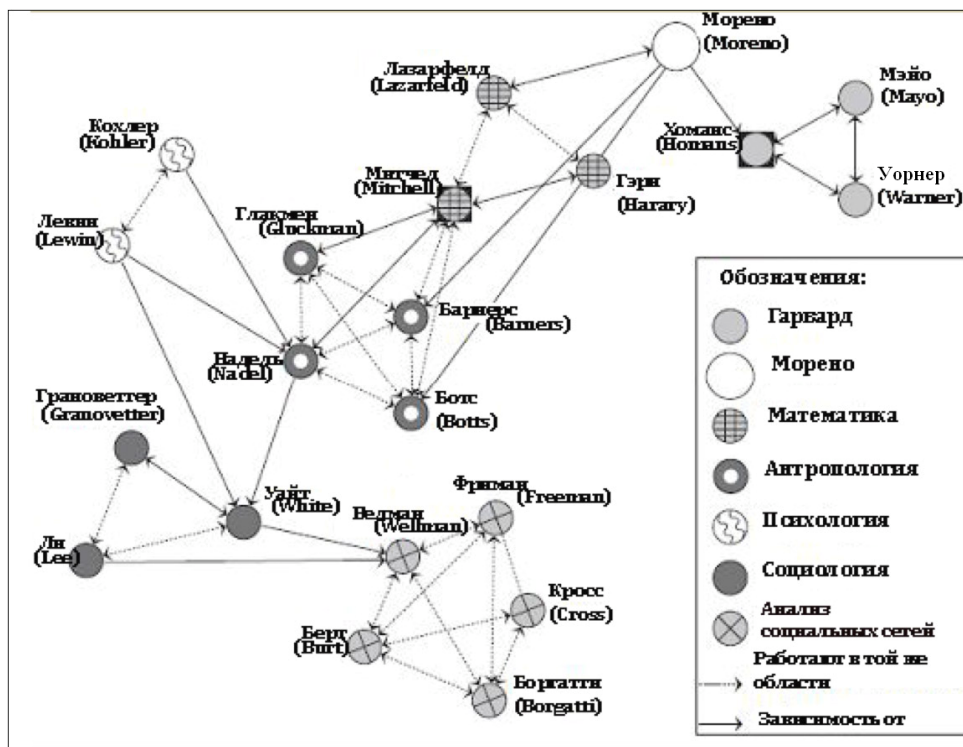 Морено
(Moreno)
Лазарфелд
(Lazarfeld)
Мэйо
(Mayo)
Кохлер
(Kohler)
Хоманс
(Homans)
Митчел
(Mitchell)
Гэри
(Harary)
Уорнер
(Warner)
Глакмен
(Gluckman)
Левин
(Lewin)
Барнерс
(Barners)
Надель
(Nadel)
Ботс
(Botts)
Грановеттер
(Granovetter)
Уайт
(White)
Фриман
(Freeman)
Велман
(Wellman)
Ли
(Lee)
Кросс
(Cross)
Берт
(Burt)
Боргатти
(Borgatti)
Обозначения:
Гарвард
Морено
Математика
Антропология
Психология
Социология
Анализ
социальных сетей
Работают в той же
области
Зависимость от